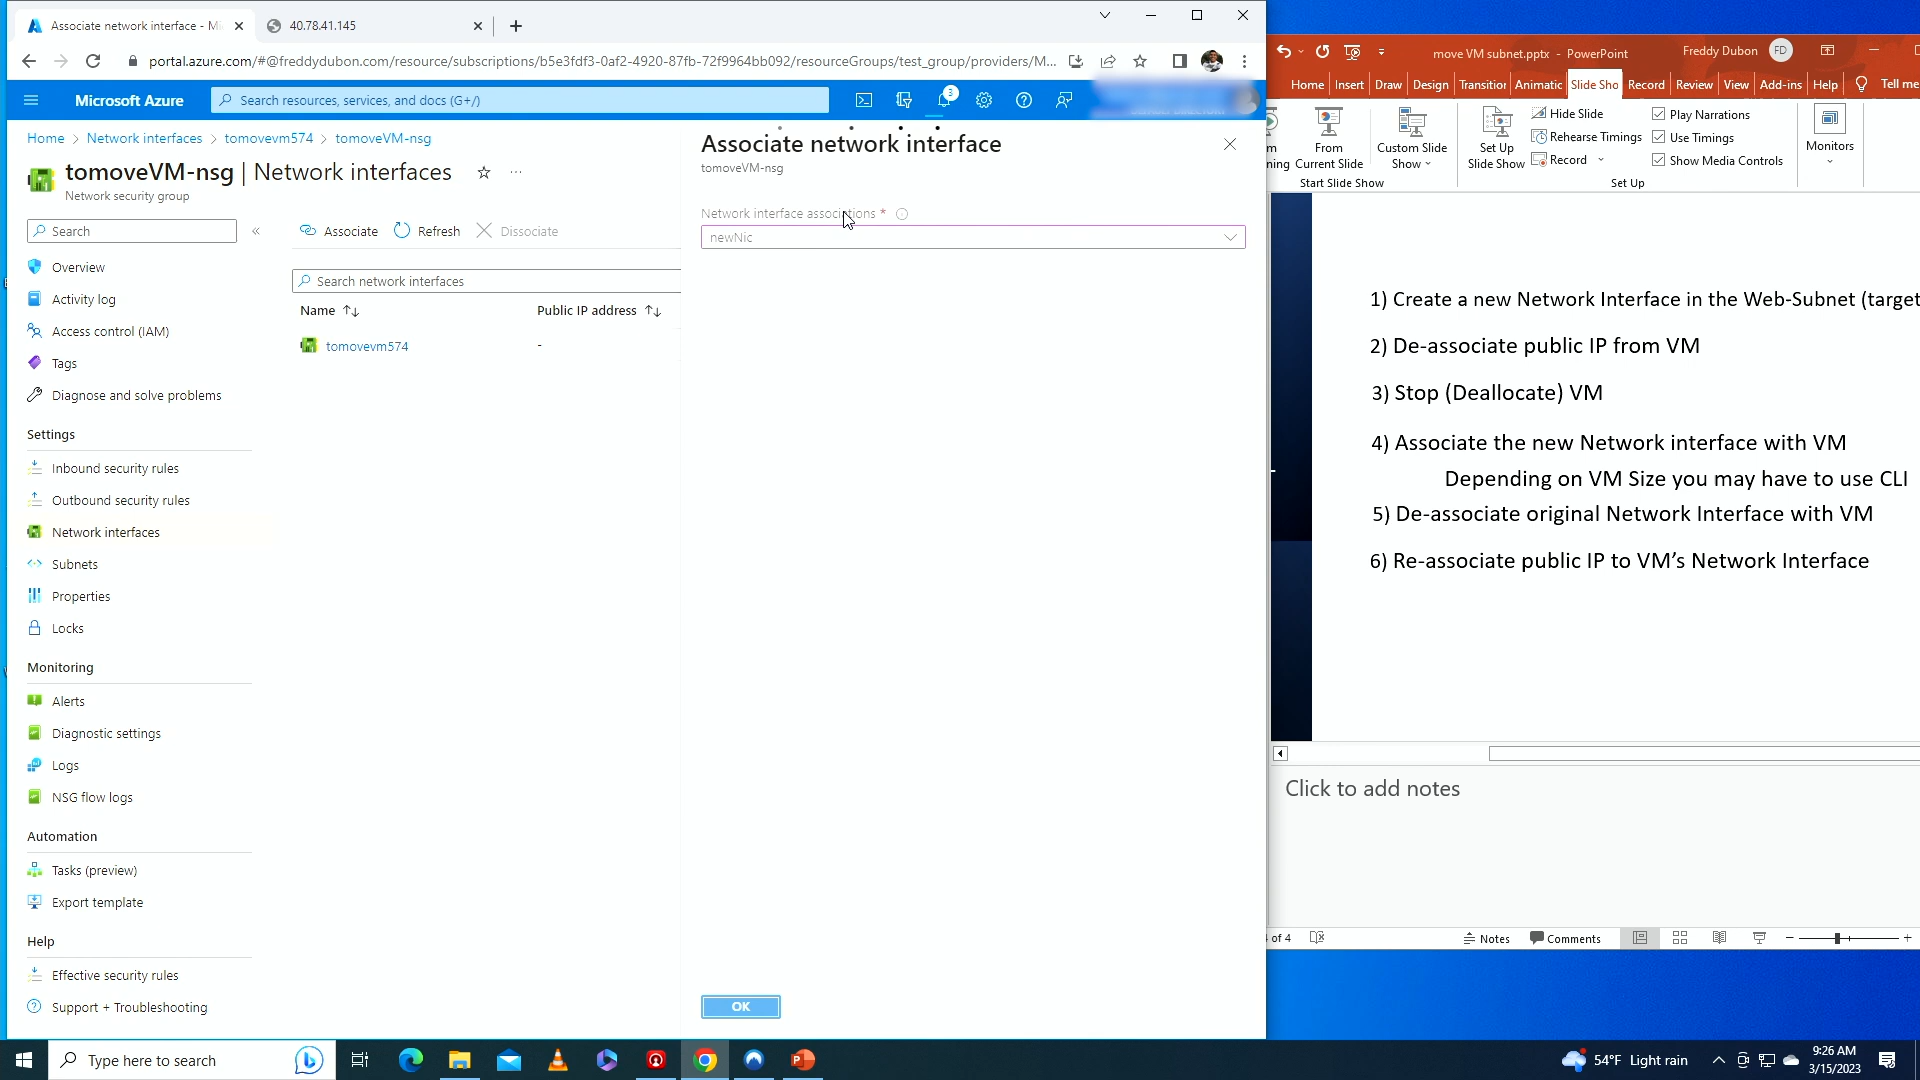 Associate network interface - Mi
40.78.41.145
portal.azure.com/#@freddydubon.com/resource/subscriptions/b5e3fdf3-0af2-4920-87fb-72f9964bb092/resourceGroups/test_group/providers/M...
Microsoft Azure
Search resources, services, and docs (G+/)
3
Home > Network interfaces > tomovevm574 > tomoveVM-nsg
tomoveVM-nsg | Network interfaces
Network security group
Search
Associate
Refresh
Dissociate
Search network interfaces
Name
Public IP address
tomovevm574
-
Overview
Activity log
Access control (IAM)
Tags
Diagnose and solve problems
Settings
Inbound security rules
Outbound security rules
Network interfaces
Subnets
Properties
Locks
Monitoring
Alerts
Diagnostic settings
Logs
NSG flow logs
Automation
Tasks (preview)
Export template
Help
Effective security rules
Support + Troubleshooting
Associate network interface
tomoveVM-nsg
Network interface associations *
newNic
OK
move VM subnet.pptx - PowerPoint
Freddy Dubon
FD
Home Insert Draw Design Transition Animatic Slide Sho Record Review View Add-ins Help Tell me
From
Current Slide
Custom Slide
Show
Start Slide Show
Set Up
Slide Show
Hide Slide
Rehearse Timings
Record
Play Narrations
Use Timings
Show Media Controls
Set Up
Monitors
1) Create a new Network Interface in the Web-Subnet (target
2) De-associate public IP from VM
3) Stop (Deallocate) VM
4) Associate the new Network interface with VM
Depending on VM Size you may have to use CLI
5) De-associate original Network Interface with VM
6) Re-associate public IP to VM’s Network Interface
Click to add notes
of 4
Notes
Comments
Type here to search
54°F Light rain
9:26 AM
3/15/2023